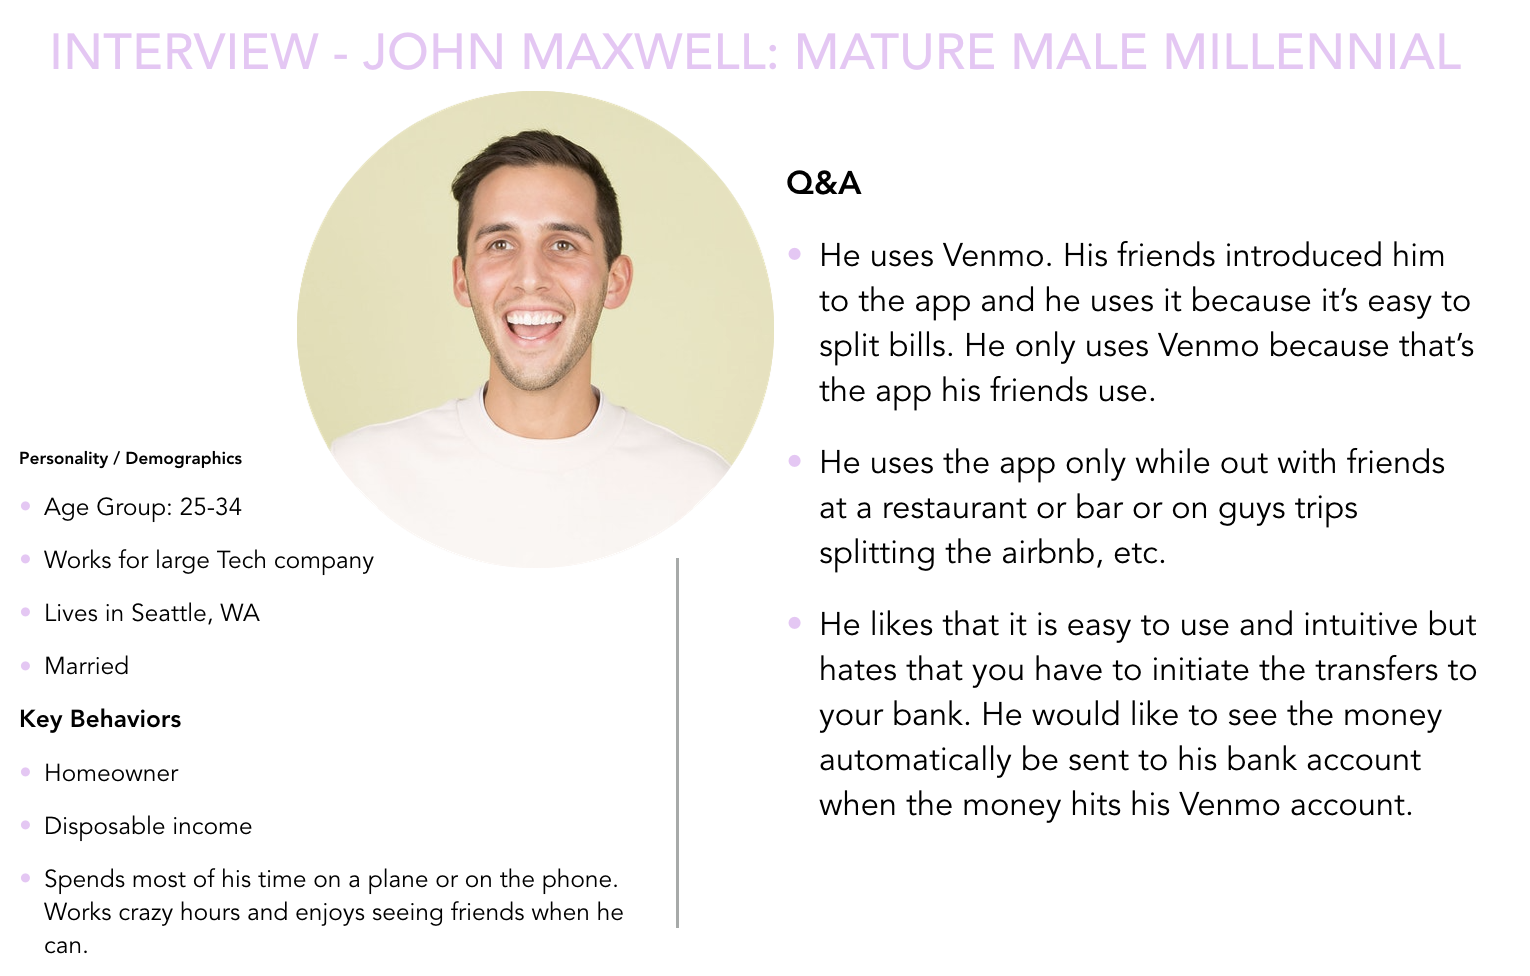 INTERVIEW - JOHN MAXWELL: MATURE MALE MILLENNIAL
Personality / Demographics
• Age Group: 25-34
• Works for large Tech company
• Lives in Seattle, WA
• Married
Key Behaviors
• Homeowner
• Disposable income
• Spends most of his time on a plane or on the phone.
Works crazy hours and enjoys seeing friends when he
can.
Q&A
• He uses Venmo. His friends introduced him
to the app and he uses it because it’s easy to
split bills. He only uses Venmo because that’s
the app his friends use.
• He uses the app only while out with friends
at a restaurant or bar or on guys trips
splitting the airbnb, etc.
• He likes that it is easy to use and intuitive but
hates that you have to initiate the transfers to
your bank. He would like to see the money
automatically be sent to his bank account
when the money hits his Venmo account.